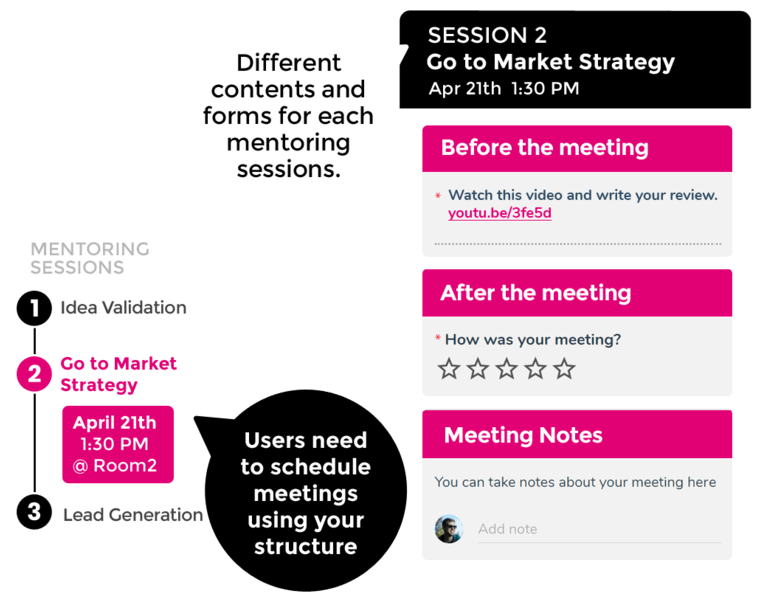 Different
contents and
forms for each
mentoring
sessions.
SESSION 2
Go to Market Strategy
Apr 21th 1:30 PM
Before the meeting
* Watch this video and write your review.
youtu.be/3fe5d
After the meeting
* How was your meeting?
Meeting Notes
You can take notes about your meeting here
Add note
MENTORING
SESSIONS
1 Idea Validation
2 Go to Market
Strategy
April 21th
1:30 PM
@ Room2
3 Lead Generation
Users need
to schedule
meetings
using your
structure